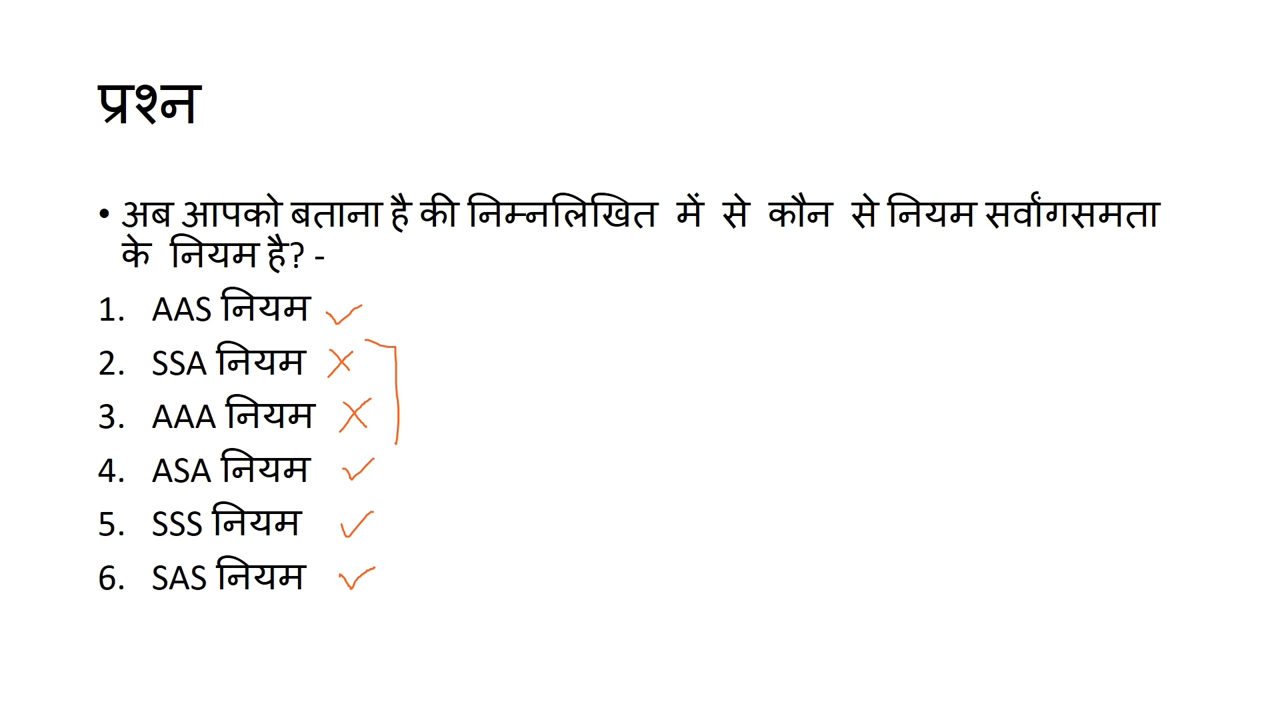 प्रश्न
• अब आपको बताना है की निम्नलिखित में से कौन से नियम सर्वांगसमता
के नियम है? -
1. AAS नियम
2. SSA नियम
3. AAA नियम
4. ASA नियम
5. SSS नियम
6. SAS नियम